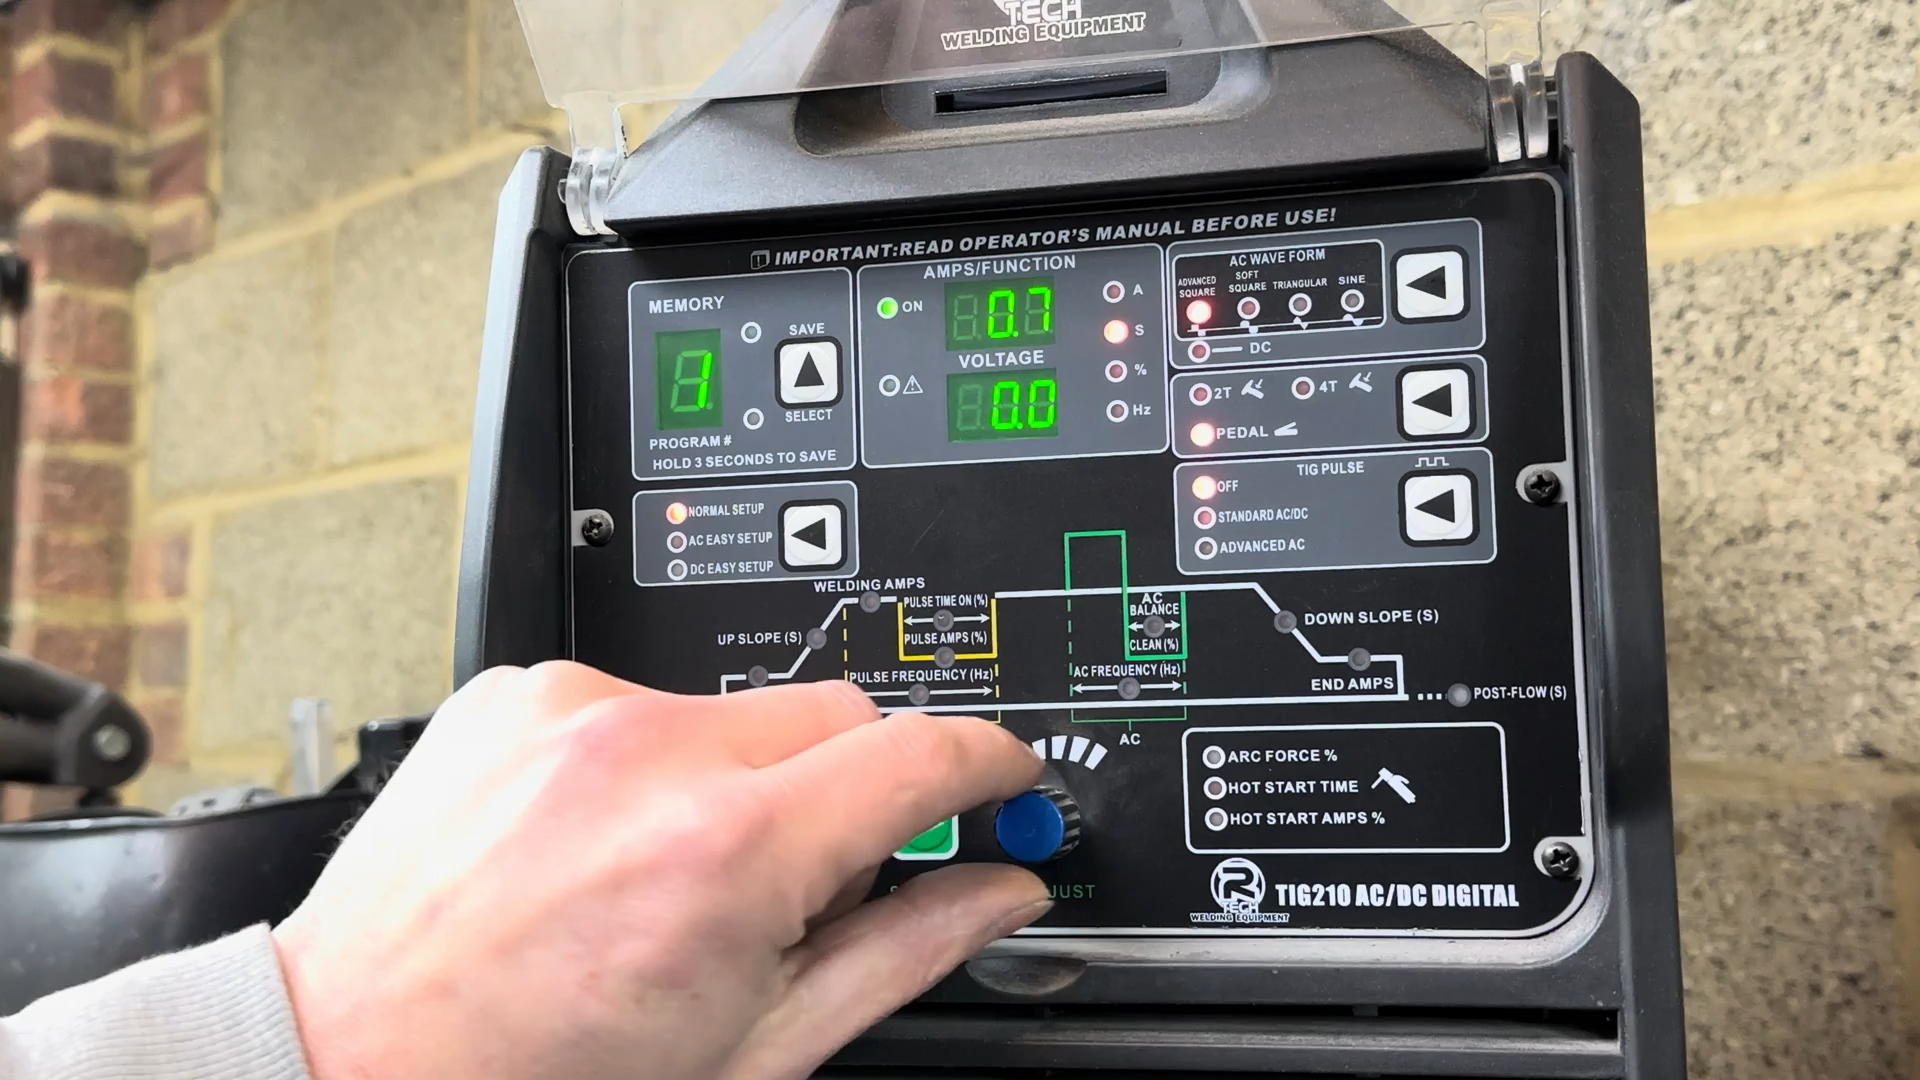 TECH
WELDING EQUIPMENT
IMPORTANT:READ OPERATOR'S MANUAL BEFORE USE!
MEMORY
1
SAVE
SELECT
PROGRAM #
HOLD 3 SECONDS TO SAVE
AMPS/FUNCTION
ON
0.7
VOLTAGE
0.0
A
S
%
Hz
AC WAVE FORM
ADVANCED SQUARE
SOFT SQUARE
TRIANGULAR
SINE
DC
2T
4T
PEDAL
TIG PULSE
OFF
STANDARD AC/DC
ADVANCED AC
NORMAL SETUP
AC EASY SETUP
DC EASY SETUP
WELDING AMPS
UP SLOPE (S)
PULSE TIME ON (%)
PULSE AMPS (%)
PULSE FREQUENCY (Hz)
AC
BALANCE
CLEAN (%)
AC FREQUENCY (Hz)
AC
DOWN SLOPE (S)
END AMPS
POST-FLOW (S)
ARC FORCE %
HOT START TIME
HOT START AMPS %
R
TECH
WELDING EQUIPMENT
TIG210 AC/DC DIGITAL